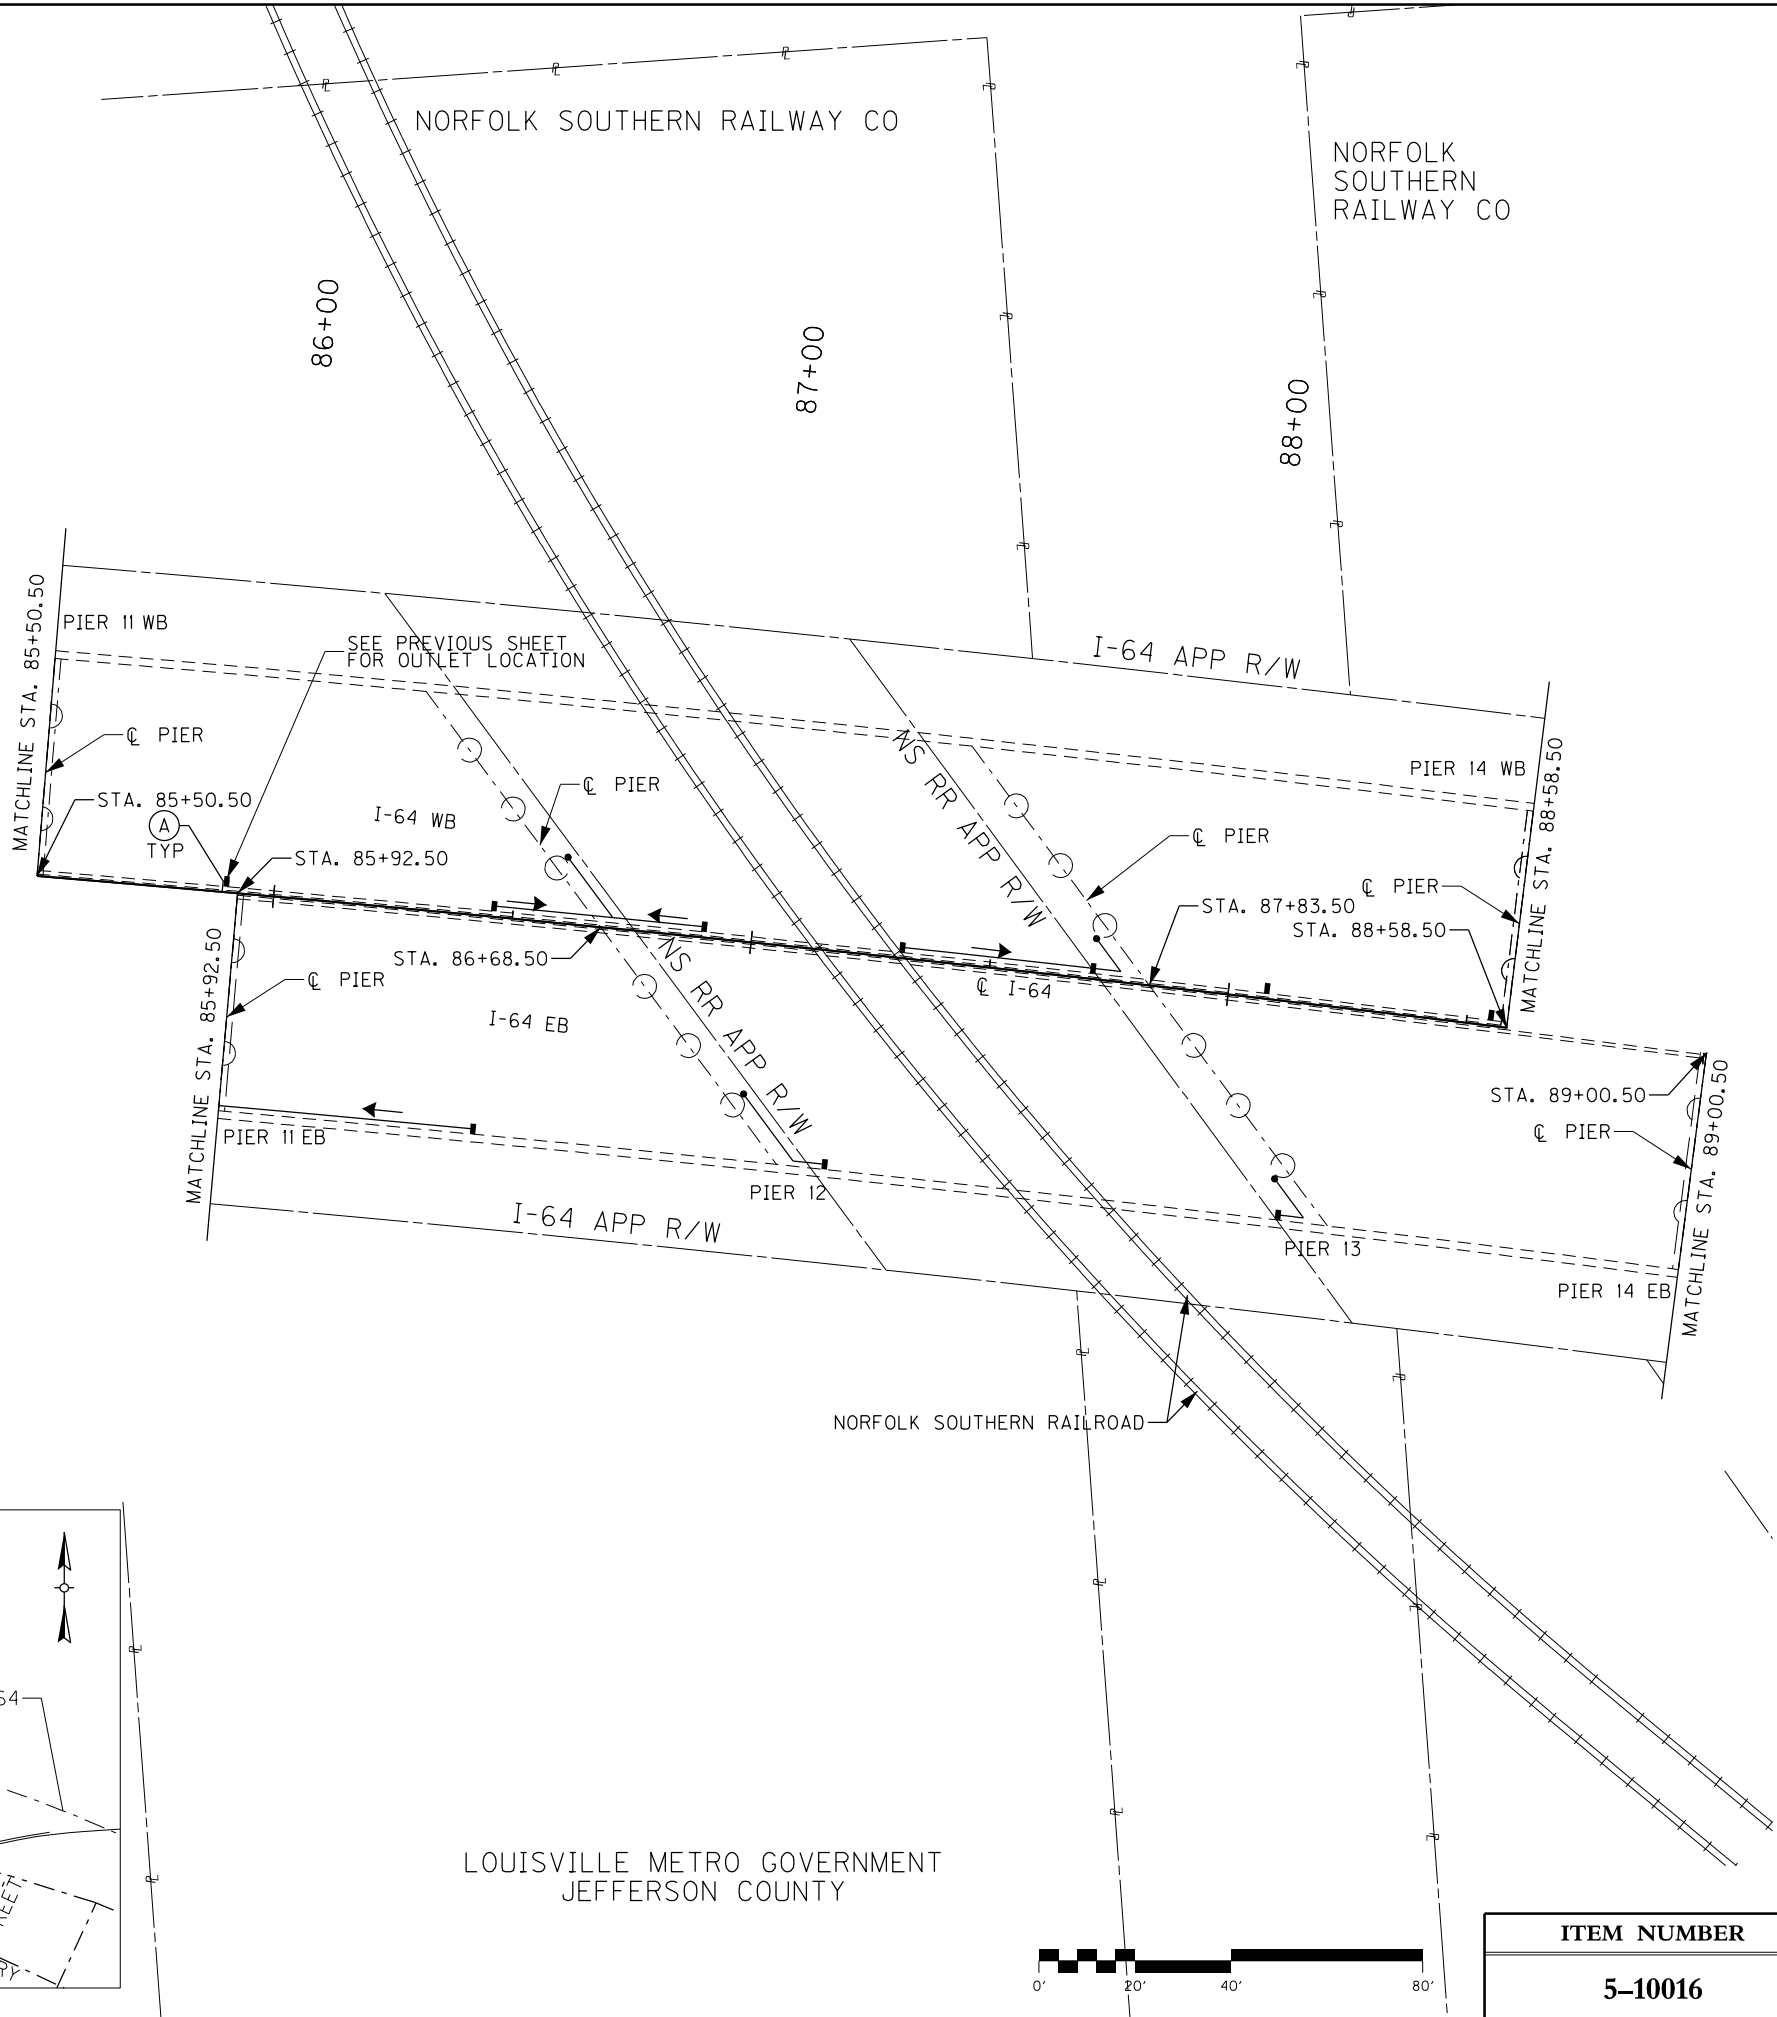 NORFOLK SOUTHERN RAILWAY CO
NORFOLK
SOUTHERN
RAILWAY CO
86+00
87+00
88+00
MATCHLINE STA. 85+50.50
PIER 11 WB
SEE PREVIOUS SHEET
FOR OUTLET LOCATION
I-64 APP R/W
℄ PIER
℄ PIER
NS RR APP R/W
PIER 14 WB
MATCHLINE STA. 88+58.50
STA. 85+50.50
A
TYP
I-64 WB
STA. 85+92.50
℄ PIER
℄ PIER
STA. 87+83.50
STA. 88+58.50
STA. 86+68.50
MATCHLINE STA. 85+92.50
℄ PIER
NS RR APP R/W
℄ I-64
I-64 EB
STA. 89+00.50
℄ PIER
MATCHLINE STA. 89+00.50
PIER 11 EB
PIER 12
I-64 APP R/W
PIER 13
PIER 14 EB
NORFOLK SOUTHERN RAILROAD
LOUISVILLE METRO GOVERNMENT
JEFFERSON COUNTY
0' 20' 40' 80'
ITEM NUMBER
5–10016